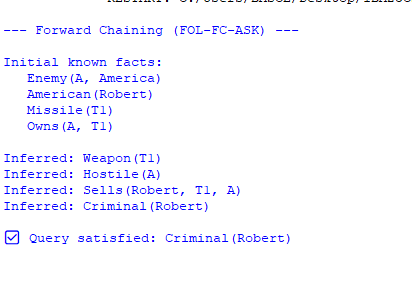 --- Forward Chaining (FOL-FC-ASK) ---
Initial known facts:
Enemy(A, America)
American(Robert)
Missile(T1)
Owns(A, T1)
Inferred: Weapon(T1)
Inferred: Hostile(A)
Inferred: Sells(Robert, T1, A)
Inferred: Criminal(Robert)
☑ Query satisfied: Criminal(Robert)